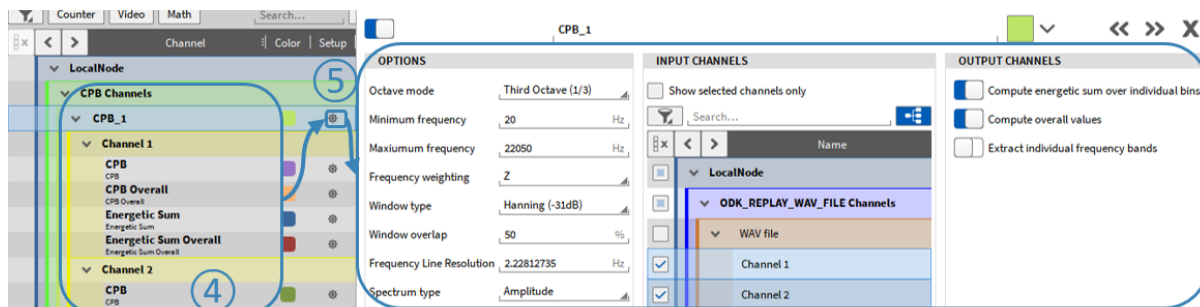 Counter Video Math Search...
Channel Color Setup
LocalNode
CPB Channels
CPB_1
Channel 1
CPB
CPB
CPB Overall
CPB Overall
Energetic Sum
Energetic Sum
Energetic Sum Overall
Energetic Sum Overall
Channel 2
CPB
CPB
4
5
CPB_1
OPTIONS
Octave mode Third Octave (1/3)
Minimum frequency 20 Hz
Maxiumum frequency 22050 Hz
Frequency weighting Z
Window type Hanning (-31dB)
Window overlap 50 %
Frequency Line Resolution 2.22812735 Hz
Spectrum type Amplitude
INPUT CHANNELS
Show selected channels only
Search...
Name
LocalNode
ODK_REPLAY_WAV_FILE Channels
WAV file
Channel 1
Channel 2
OUTPUT CHANNELS
Compute energetic sum over individual bins
Compute overall values
Extract individual frequency bands